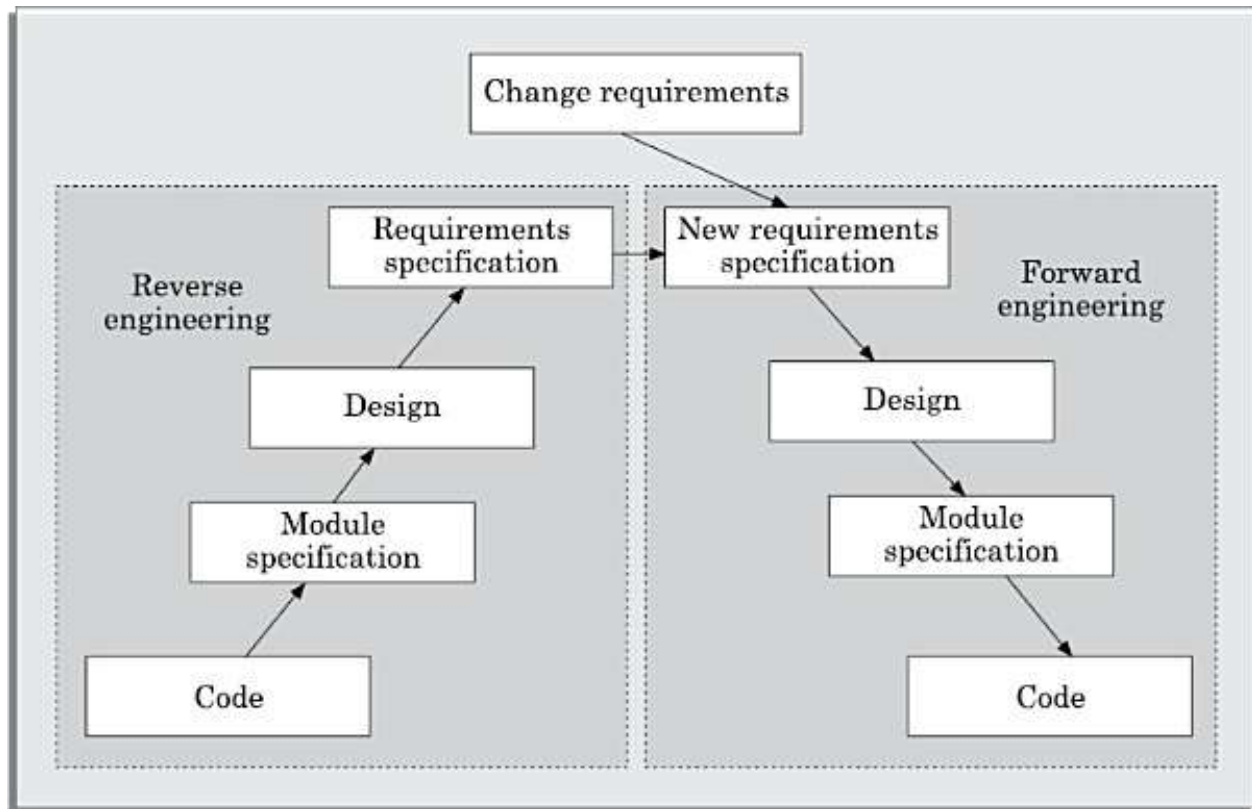 Change requirements
Reverse
engineering
Requirements
specification
Design
Module
specification
Code
New requirements
specification
Forward
engineering
Design
Module
specification
Code